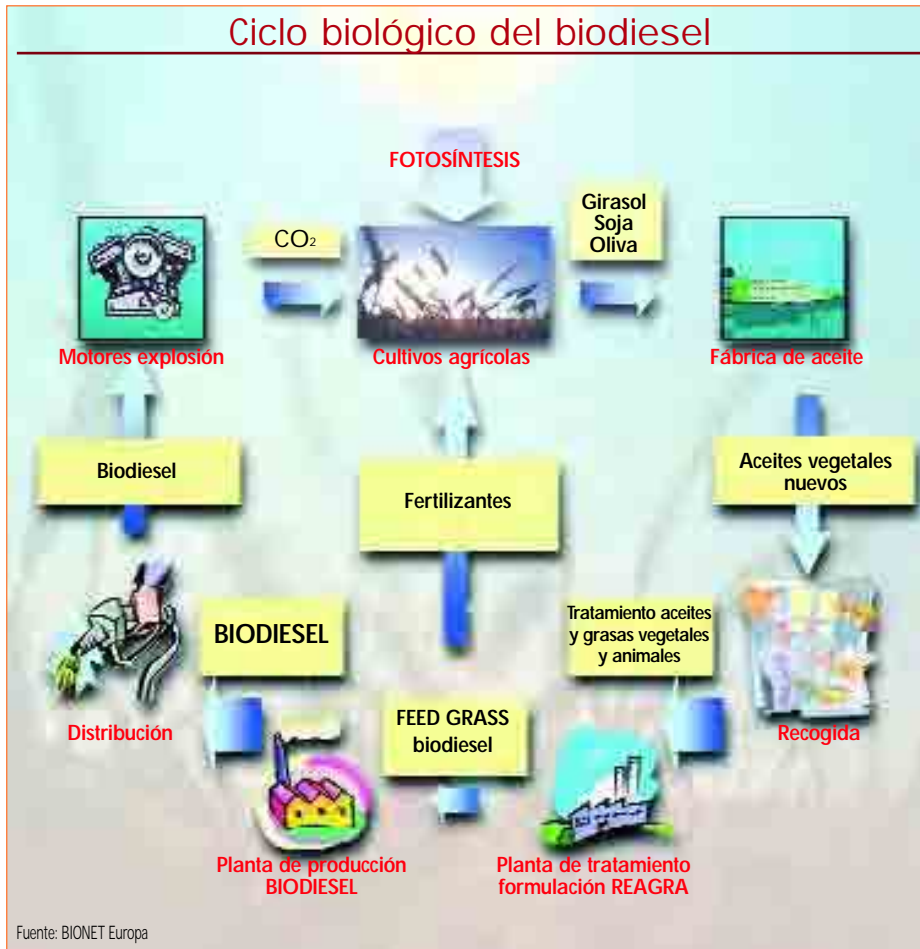 Ciclo biológico del biodiesel
FOTOSÍNTESIS
Girasol
Soja
Oliva
CO₂
Motores explosión
Cultivos agrícolas
Fábrica de aceite
Biodiesel
Fertilizantes
Aceites vegetales
nuevos
BIODIESEL
Tratamiento aceites
y grasas vegetales
y animales
Distribución
FEED GRASS
biodiesel
Recogida
Planta de producción
BIODIESEL
Planta de tratamiento
formulación REAGRA
Fuente: BIONET Europa